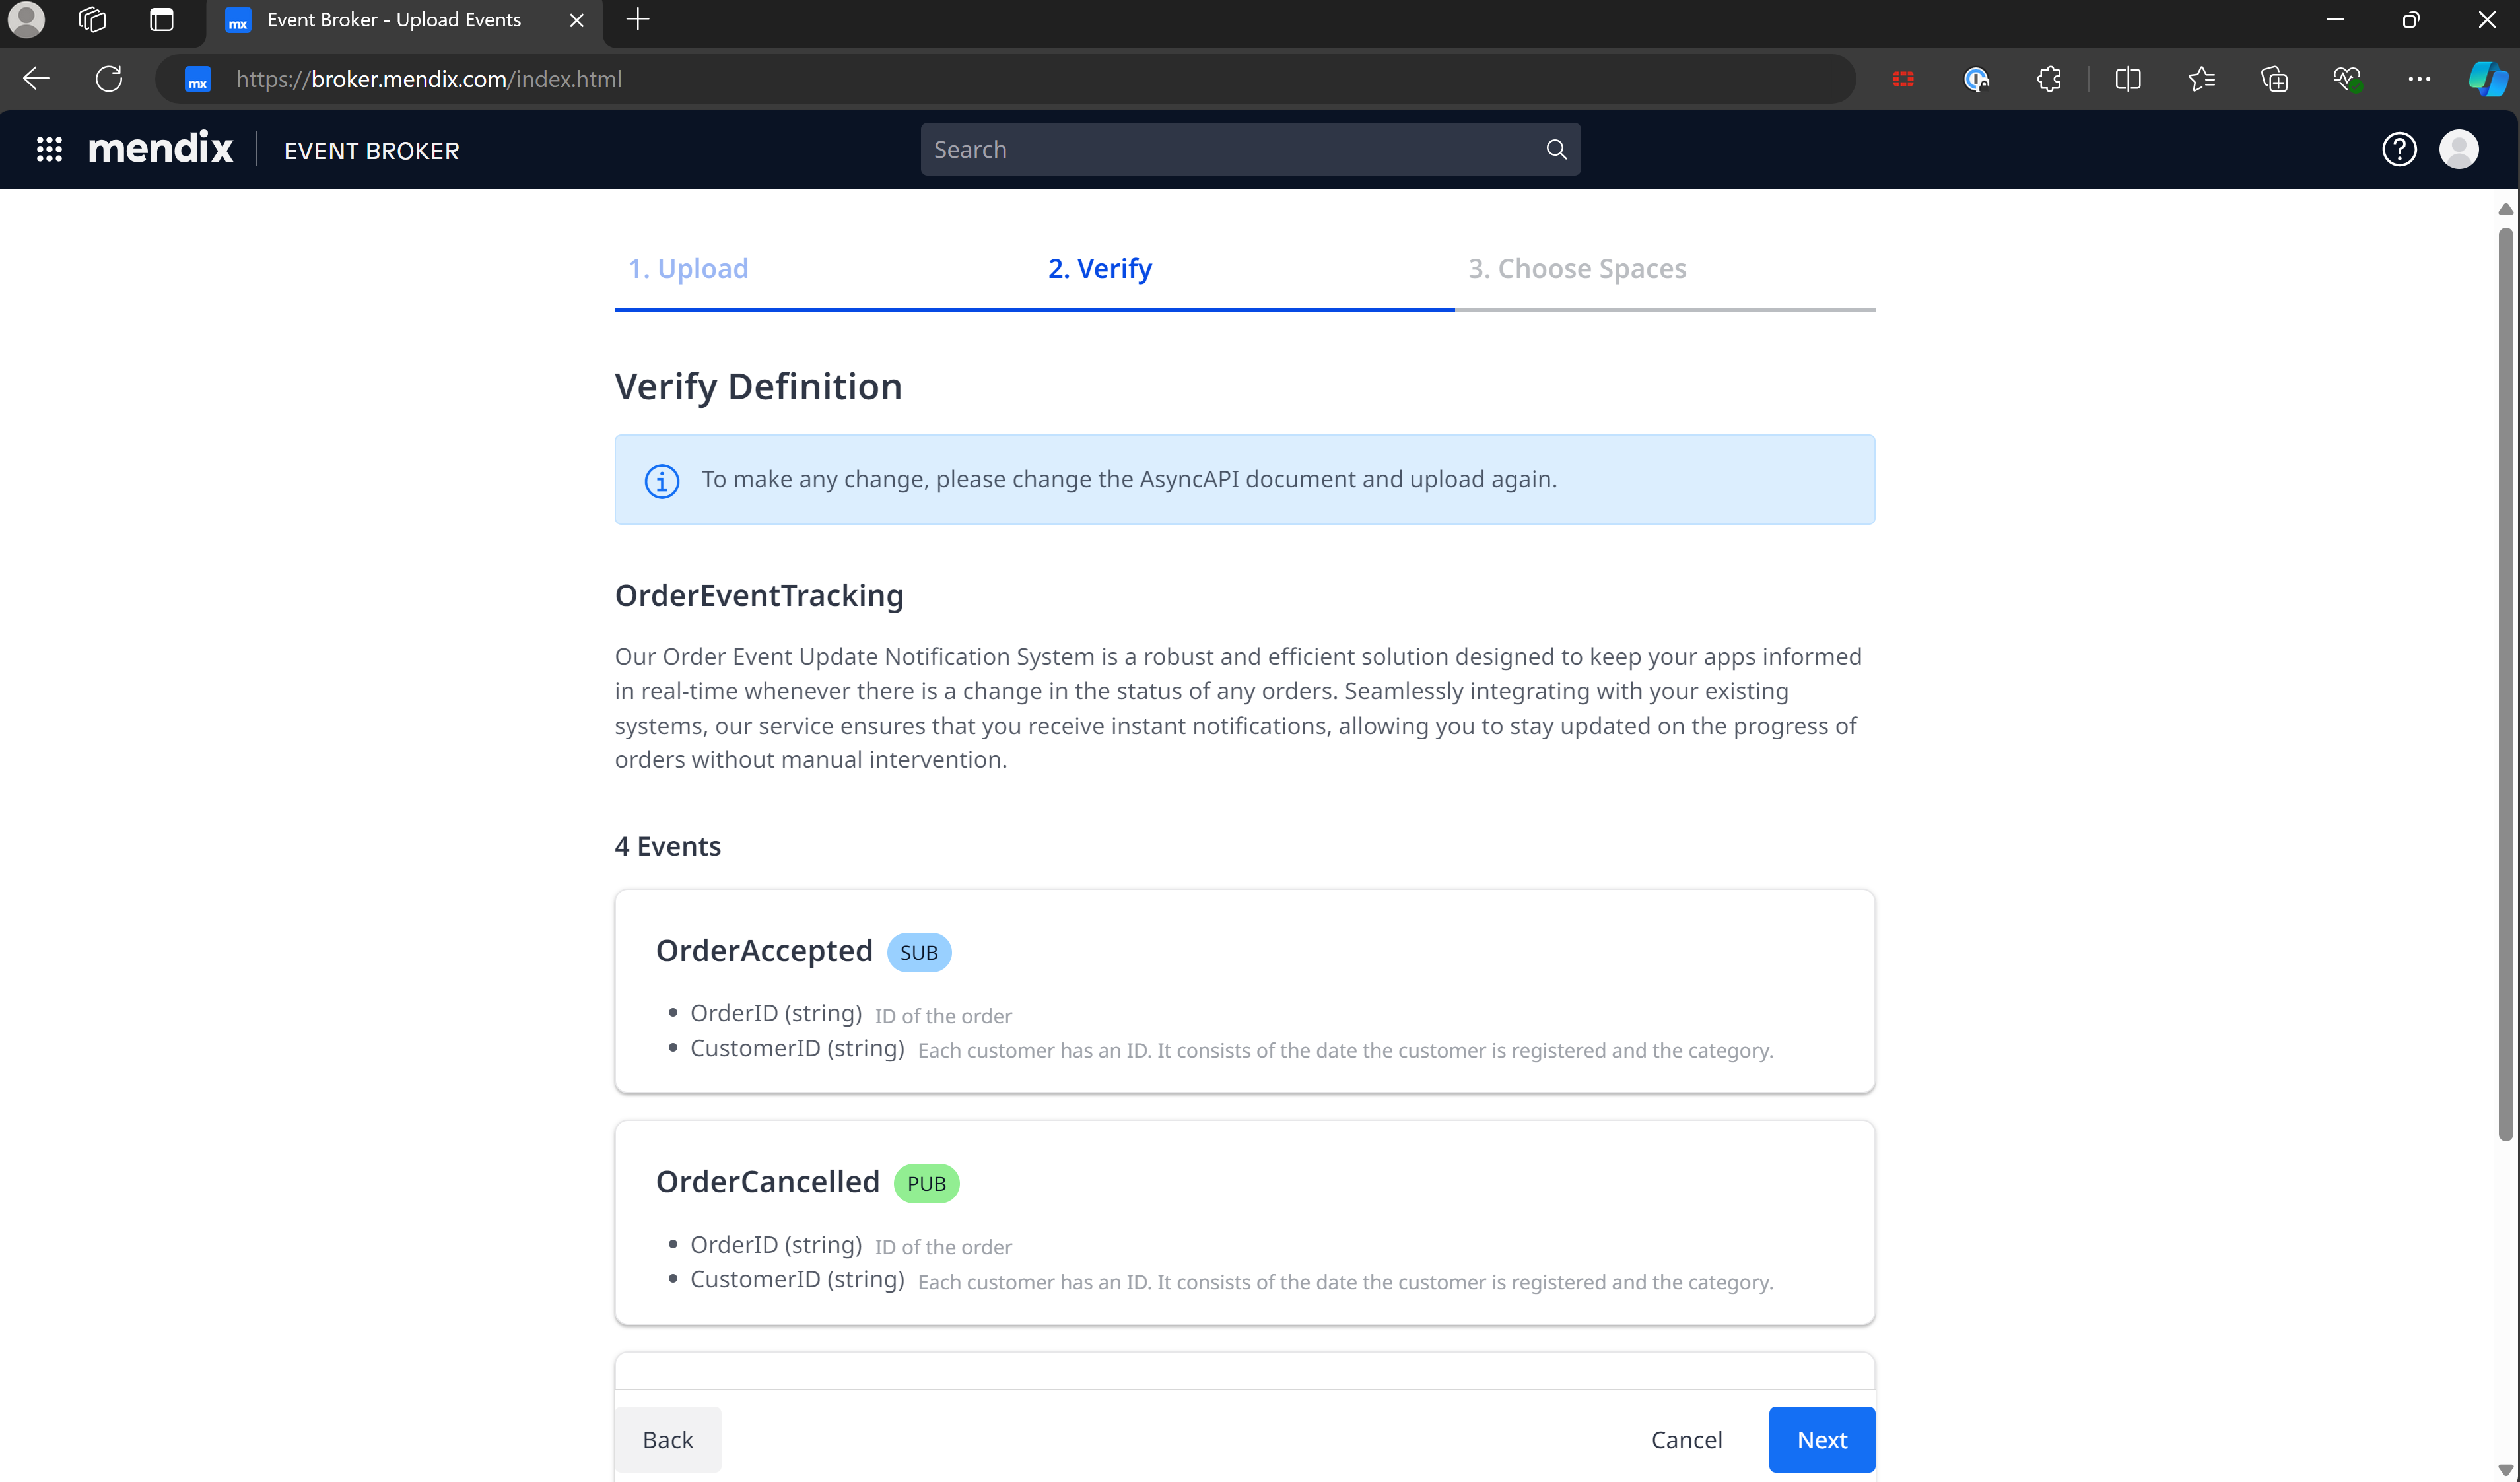 mx Event Broker - Upload Events
mx https://broker.mendix.com/index.html
mendix EVENT BROKER Search
1. Upload 2. Verify 3. Choose Spaces
Verify Definition
To make any change, please change the AsyncAPI document and upload again.
OrderEventTracking
Our Order Event Update Notification System is a robust and efficient solution designed to keep your apps informed
in real-time whenever there is a change in the status of any orders. Seamlessly integrating with your existing
systems, our service ensures that you receive instant notifications, allowing you to stay updated on the progress of
orders without manual intervention.
4 Events
OrderAccepted SUB
OrderID (string) ID of the order
CustomerID (string) Each customer has an ID. It consists of the date the customer is registered and the category.
OrderCancelled PUB
OrderID (string) ID of the order
CustomerID (string) Each customer has an ID. It consists of the date the customer is registered and the category.
Back Cancel Next